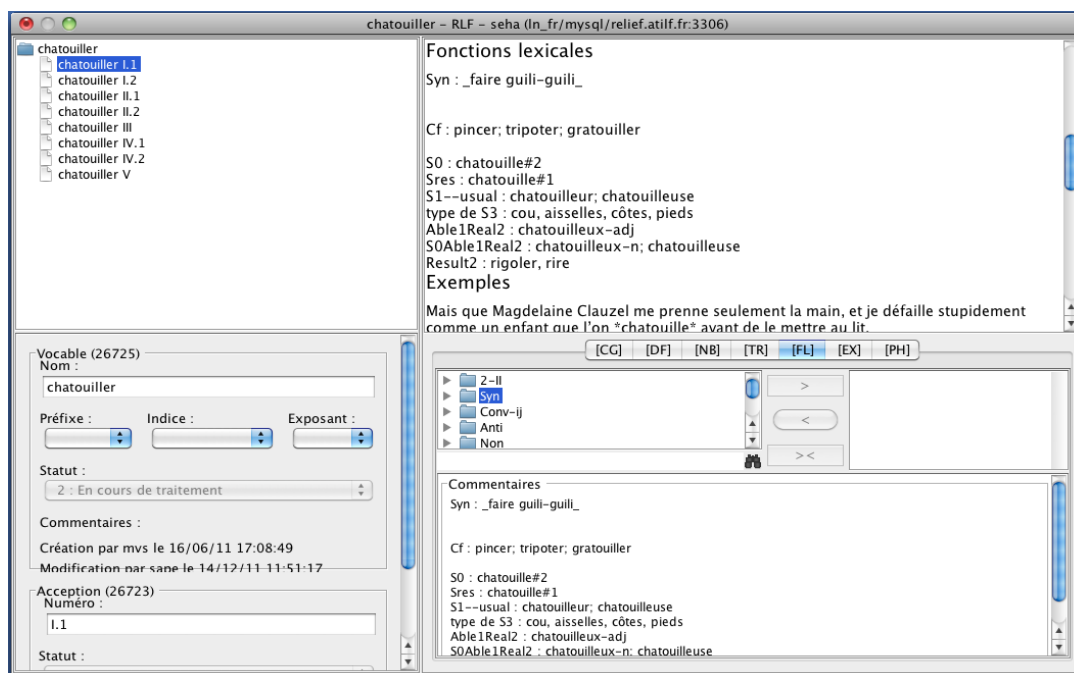 chatouiller – RLF – seha (ln_fr/mysql/relief.atilf.fr:3306)
chatouiller
chatouiller I.1
chatouiller I.2
chatouiller II.1
chatouiller II.2
chatouiller III
chatouiller IV.1
chatouiller IV.2
chatouiller V
Fonctions lexicales
Syn : _faire guili-guili_
Cf : pincer; tripoter; gratouiller
S0 : chatouille#2
Sres : chatouille#1
S1--usual : chatouilleur; chatouilleuse
type de S3 : cou, aisselles, côtes, pieds
Able1Real2 : chatouilleux-adj
S0Able1Real2 : chatouilleux-n; chatouilleuse
Result2 : rigoler, rire
Exemples
Mais que Magdelaine Clauzel me prenne seulement la main, et je défaille stupidement
comme un enfant que l'on *chatouille* avant de le mettre au lit.
Vocable (26725)
Nom :
chatouiller
Préfixe : Indice : Exposant :
Statut :
2 : En cours de traitement
Commentaires :
Création par mvs le 16/06/11 17:08:49
Modification par sape le 14/12/11 11:51:17
Acception (26723)
Numéro :
I.1
Statut :
[CG] [DF] [NB] [TR] [FL] [EX] [PH]
2-II
Syn
Conv-ij
Anti
Non
>
<
><
Commentaires
Syn : _faire guili-guili_
Cf : pincer; tripoter; gratouiller
S0 : chatouille#2
Sres : chatouille#1
S1--usual : chatouilleur; chatouilleuse
type de S3 : cou, aisselles, côtes, pieds
Able1Real2 : chatouilleux-adj
S0Able1Real2 : chatouilleux-n; chatouilleuse